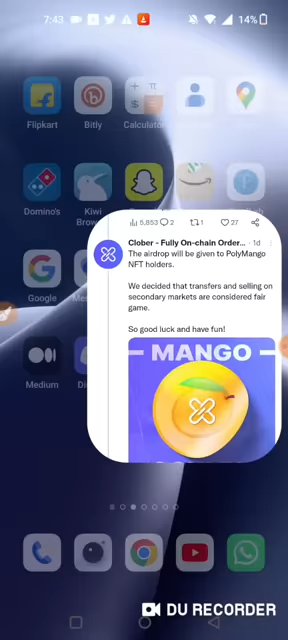 7:43
14%
Flipkart
Bitly
Calculator
Domino's
Kiwi
Brow
Google
Me
Medium
Di
5,853 2 1 27
Clober - Fully On-chain Order... · 1d
The airdrop will be given to PolyMango
NFT holders.
We decided that transfers and selling on
secondary markets are considered fair
game.
So good luck and have fun!
MANGO
DU RECORDER